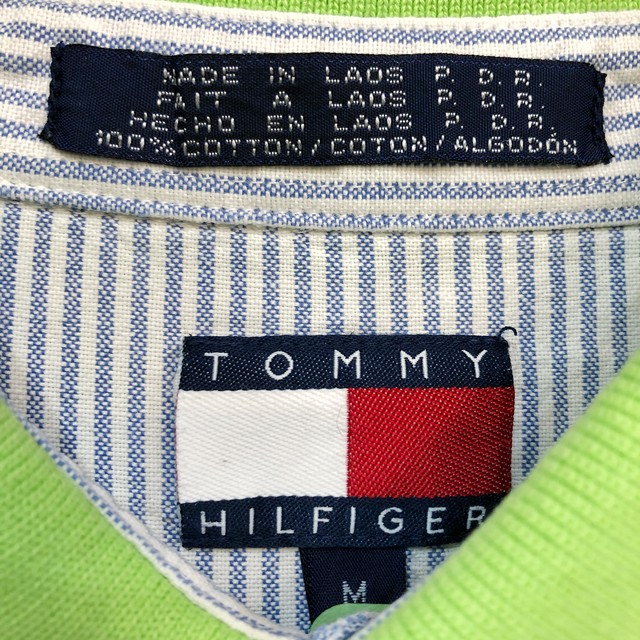 MADE IN LAOS P. D. R.
FAIT A LAOS P. D. R.
HECHO EN LAOS P. D. R.
100% COTTON / COTON / ALGODÓN
TOMMY
HILFIGER
M